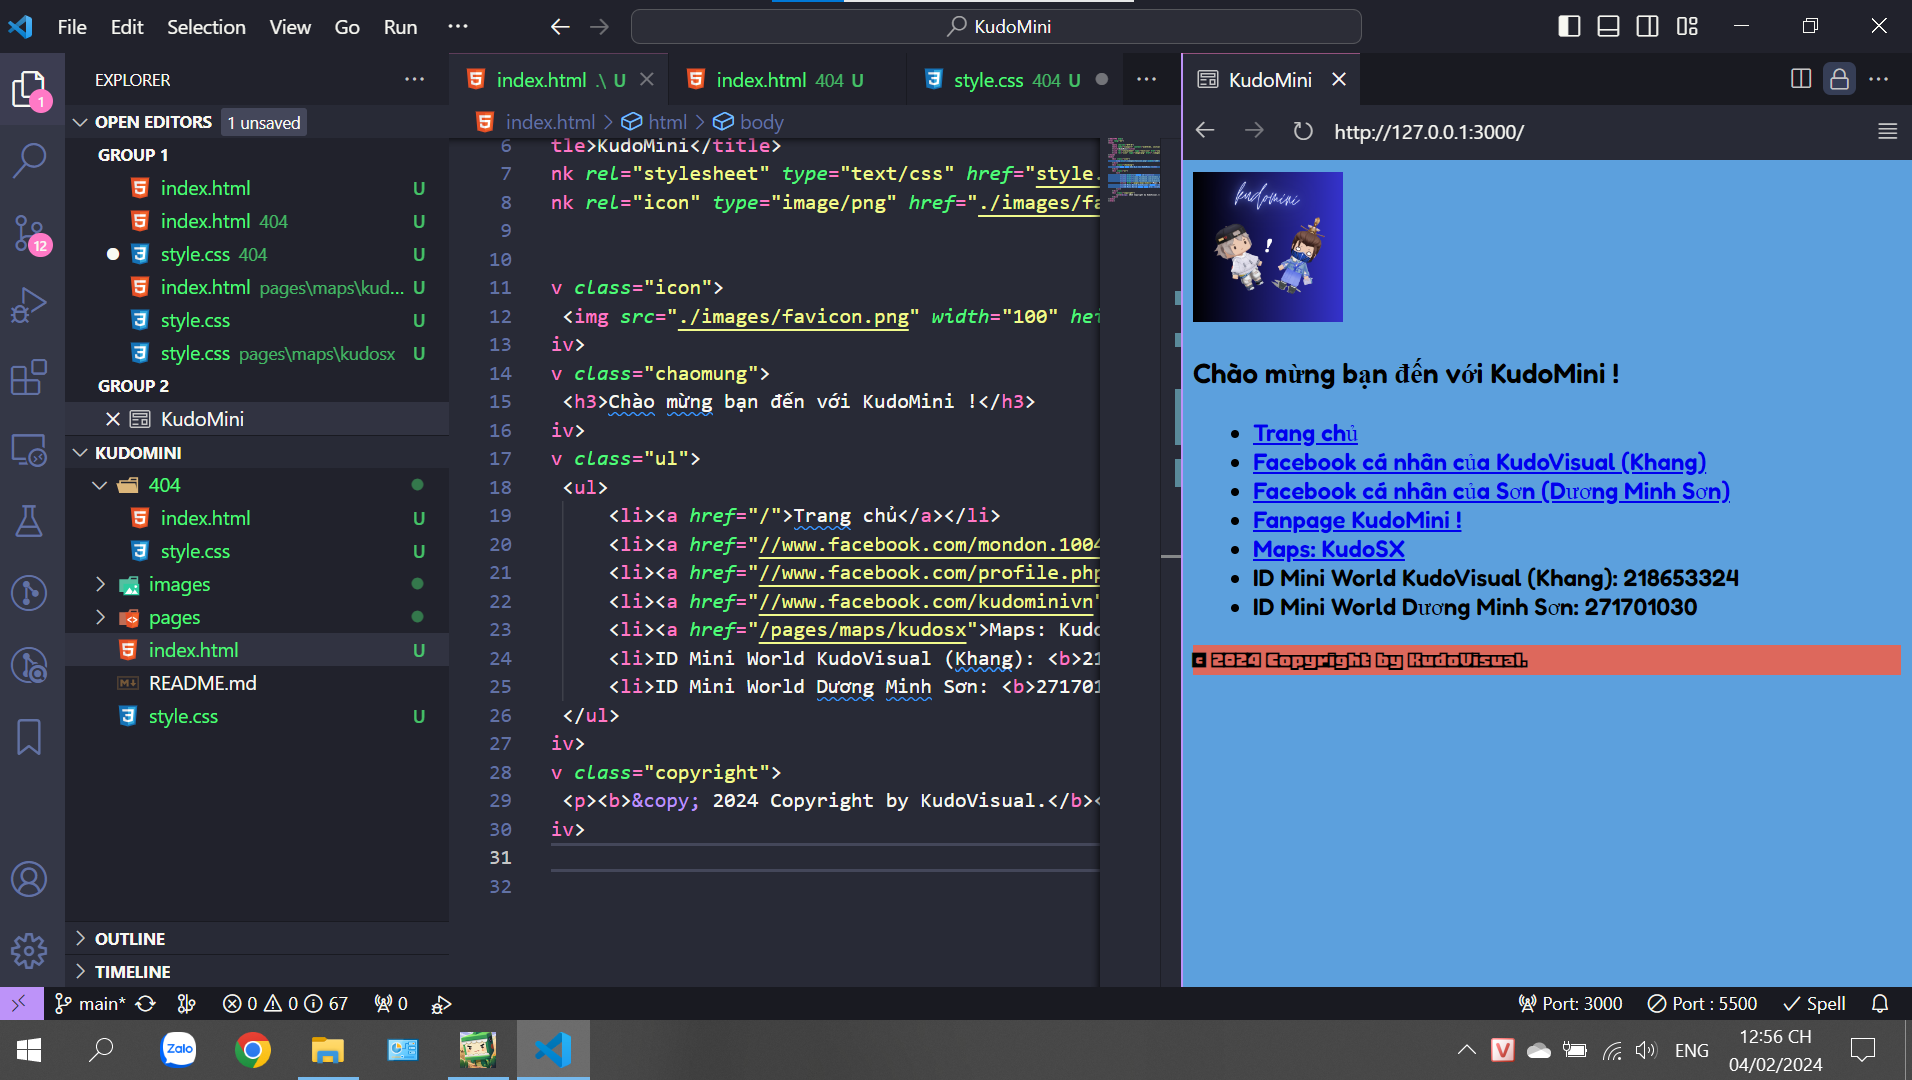 File Edit Selection View Go Run ···
KudoMini
EXPLORER
OPEN EDITORS 1 unsaved
GROUP 1
index.html U
index.html 404 U
style.css 404 U
index.html pages\maps\kud... U
style.css U
style.css pages\maps\kudosx U
GROUP 2
KudoMini
KUDOMINI
404
index.html U
style.css U
images
pages
index.html U
README.md
style.css U
OUTLINE
TIMELINE
1
12
index.html .\ U
index.html 404 U
style.css 404 U
index.html > html > body
6 tle>KudoMini</title>
7 nk rel="stylesheet" type="text/css" href="style.
8 nk rel="icon" type="image/png" href="./images/fa
9
10
11 v class="icon">
12 <img src="./images/favicon.png" width="100" hei
13 iv>
14 v class="chaomung">
15 <h3>Chào mừng bạn đến với KudoMini !</h3>
16 iv>
17 v class="ul">
18 <ul>
19 <li><a href="/">Trang chủ</a></li>
20 <li><a href="//www.facebook.com/mondon.1004
21 <li><a href="//www.facebook.com/profile.php
22 <li><a href="//www.facebook.com/kudominivn"
23 <li><a href="/pages/maps/kudosx">Maps: Kudo
24 <li>ID Mini World KudoVisual (Khang): <b>21
25 <li>ID Mini World Dương Minh Sơn: <b>271701
26 </ul>
27 iv>
28 v class="copyright">
29 <p><b>&copy; 2024 Copyright by KudoVisual.</b><
30 iv>
31
32
KudoMini
http://127.0.0.1:3000/
kudomini
!
Chào mừng bạn đến với KudoMini !
Trang chủ
Facebook cá nhân của KudoVisual (Khang)
Facebook cá nhân của Sơn (Dương Minh Sơn)
Fanpage KudoMini !
Maps: KudoSX
ID Mini World KudoVisual (Khang): 218653324
ID Mini World Dương Minh Sơn: 271701030
© 2024 Copyright by KudoVisual.
main* 0 0 67 0 Port: 3000 Port : 5500 Spell
Zalo V ENG 12:56 CH
04/02/2024